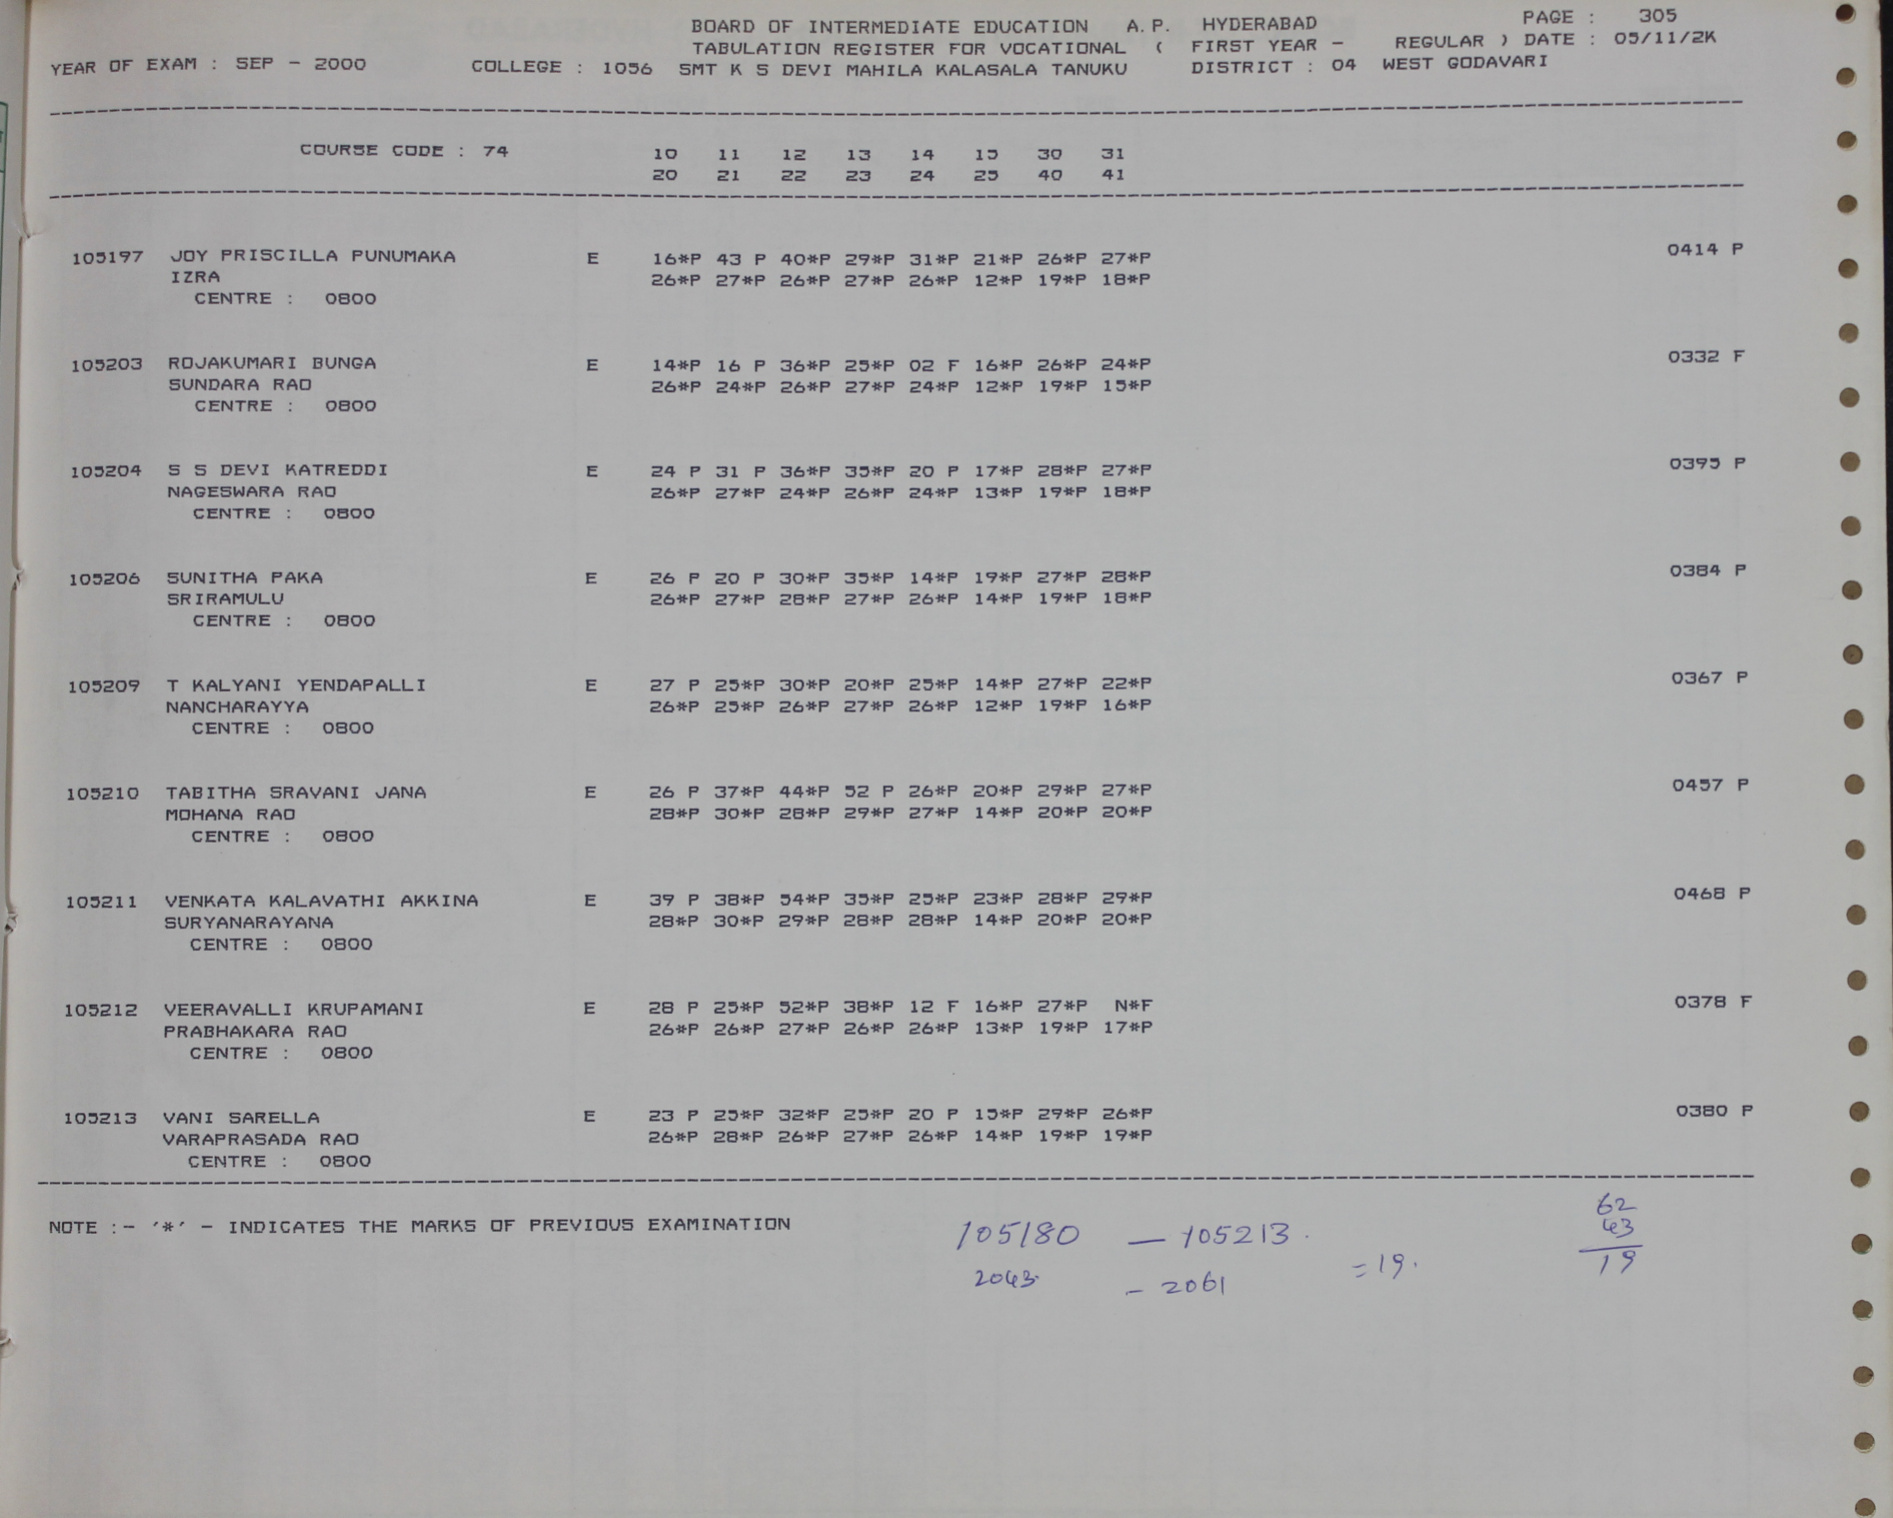 BOARD OF INTERMEDIATE EDUCATION A.P. HYDERABAD PAGE : 305
TABULATION REGISTER FOR VOCATIONAL ( FIRST YEAR - REGULAR ) DATE : 05/11/2K
YEAR OF EXAM : SEP - 2000 COLLEGE : 1056 SMT K S DEVI MAHILA KALASALA TANUKU DISTRICT : 04 WEST GODAVARI
COURSE CODE : 74 10 11 12 13 14 15 30 31
20 21 22 23 24 25 40 41
105197 JOY PRISCILLA PUNUMAKA E 16*P 43 P 40*P 29*P 31*P 21*P 26*P 27*P 0414 P
IZRA 26*P 27*P 26*P 27*P 26*P 12*P 19*P 18*P
CENTRE : 0800
105203 ROJAKUMARI BUNGA E 14*P 16 P 36*P 25*P 02 F 16*P 26*P 24*P 0332 F
SUNDARA RAO 26*P 24*P 26*P 27*P 24*P 12*P 19*P 15*P
CENTRE : 0800
105204 S S DEVI KATREDDI E 24 P 31 P 36*P 35*P 20 P 17*P 28*P 27*P 0395 P
NAGESWARA RAO 26*P 27*P 24*P 26*P 24*P 13*P 19*P 18*P
CENTRE : 0800
105206 SUNITHA PAKA E 26 P 20 P 30*P 35*P 14*P 19*P 27*P 28*P 0384 P
SRIRAMULU 26*P 27*P 28*P 27*P 26*P 14*P 19*P 18*P
CENTRE : 0800
105209 T KALYANI YENDAPALLI E 27 P 25*P 30*P 20*P 25*P 14*P 27*P 22*P 0367 P
NANCHARAYYA 26*P 25*P 26*P 27*P 26*P 12*P 19*P 16*P
CENTRE : 0800
105210 TABITHA SRAVANI JANA E 26 P 37*P 44*P 52 P 26*P 20*P 29*P 27*P 0457 P
MOHANA RAO 28*P 30*P 28*P 29*P 27*P 14*P 20*P 20*P
CENTRE : 0800
105211 VENKATA KALAVATHI AKKINA E 39 P 38*P 54*P 35*P 25*P 23*P 28*P 29*P 0468 P
SURYANARAYANA 28*P 30*P 29*P 28*P 28*P 14*P 20*P 20*P
CENTRE : 0800
105212 VEERAVALLI KRUPAMANI E 28 P 25*P 52*P 38*P 12 F 16*P 27*P N*F 0378 F
PRABHAKARA RAO 26*P 26*P 27*P 26*P 26*P 13*P 19*P 17*P
CENTRE : 0800
105213 VANI SARELLA E 23 P 25*P 32*P 25*P 20 P 15*P 29*P 26*P 0380 P
VARAPRASADA RAO 26*P 28*P 26*P 27*P 26*P 14*P 19*P 19*P
CENTRE : 0800
NOTE :- '*' - INDICATES THE MARKS OF PREVIOUS EXAMINATION
105180 - 105213.
2043 - 2061 = 19.
62
43
19